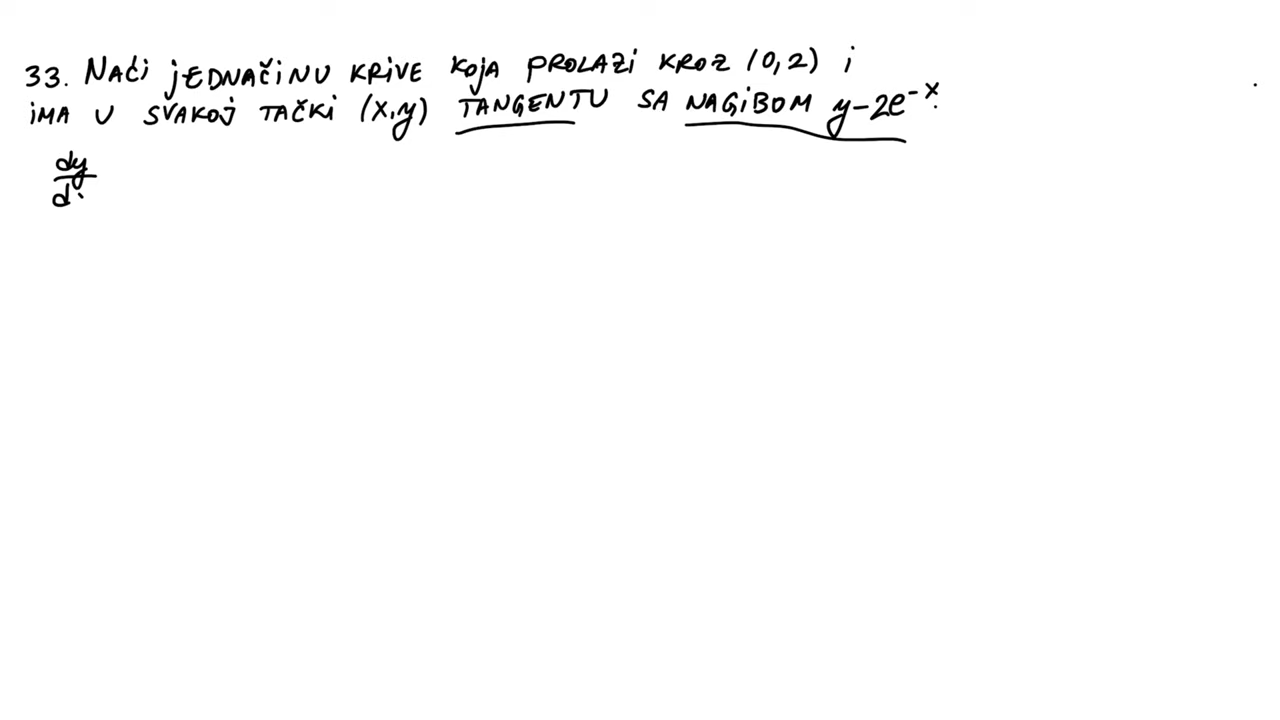 33. NAĆI JEDNAČINU KRIVE KOJA PROLAZI KROZ (0,2) i
IMA U SVAKOJ TAČKI (X,y) TANGENTU SA NAGIBOM y-2e^-x.
dy
d